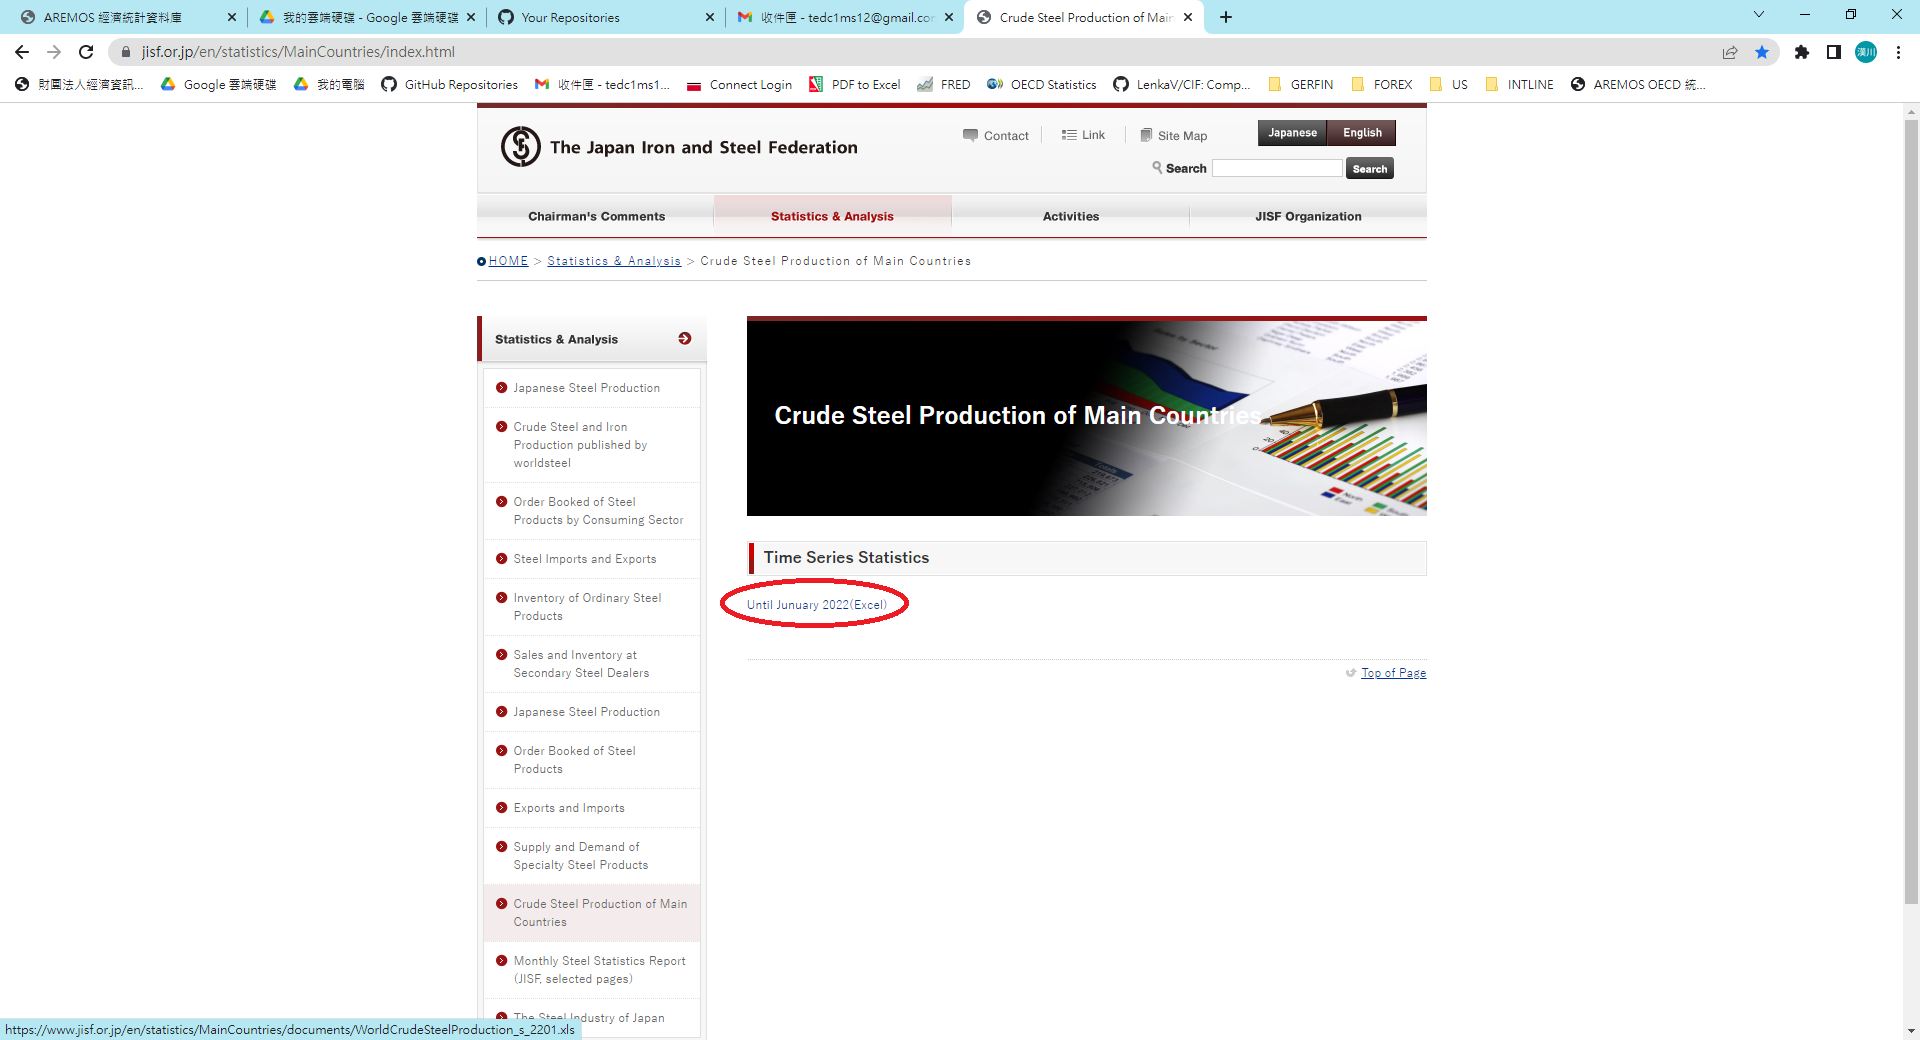 AREMOS 經濟統計資料庫
我的雲端硬碟 - Google 雲端硬碟
Your Repositories
收件匣 - tedc1ms12@gmail.co
Crude Steel Production of Mai
jisf.or.jp/en/statistics/MainCountries/index.html
漢川
財團法人經濟資訊...
Google 雲端硬碟
我的電腦
GitHub Repositories
收件匣 - tedc1ms1...
Connect Login
PDF to Excel
FRED
OECD Statistics
LenkaV/CIF: Comp...
GERFIN
FOREX
US
INTLINE
AREMOS OECD 統...
The Japan Iron and Steel Federation
Contact
Link
Site Map
Japanese
English
Search
Search
Chairman's Comments
Statistics & Analysis
Activities
JISF Organization
HOME > Statistics & Analysis > Crude Steel Production of Main Countries
Statistics & Analysis
Japanese Steel Production
Crude Steel and Iron
Production published by
worldsteel
Order Booked of Steel
Products by Consuming Sector
Steel Imports and Exports
Inventory of Ordinary Steel
Products
Sales and Inventory at
Secondary Steel Dealers
Japanese Steel Production
Order Booked of Steel
Products
Exports and Imports
Supply and Demand of
Specialty Steel Products
Crude Steel Production of Main
Countries
Monthly Steel Statistics Report
(JISF, selected pages)
The Steel Industry of Japan
Crude Steel Production of Main Countries
Time Series Statistics
Until Junuary 2022(Excel)
Top of Page
https://www.jisf.or.jp/en/statistics/MainCountries/documents/WorldCrudeSteelProduction_s_2201.xls